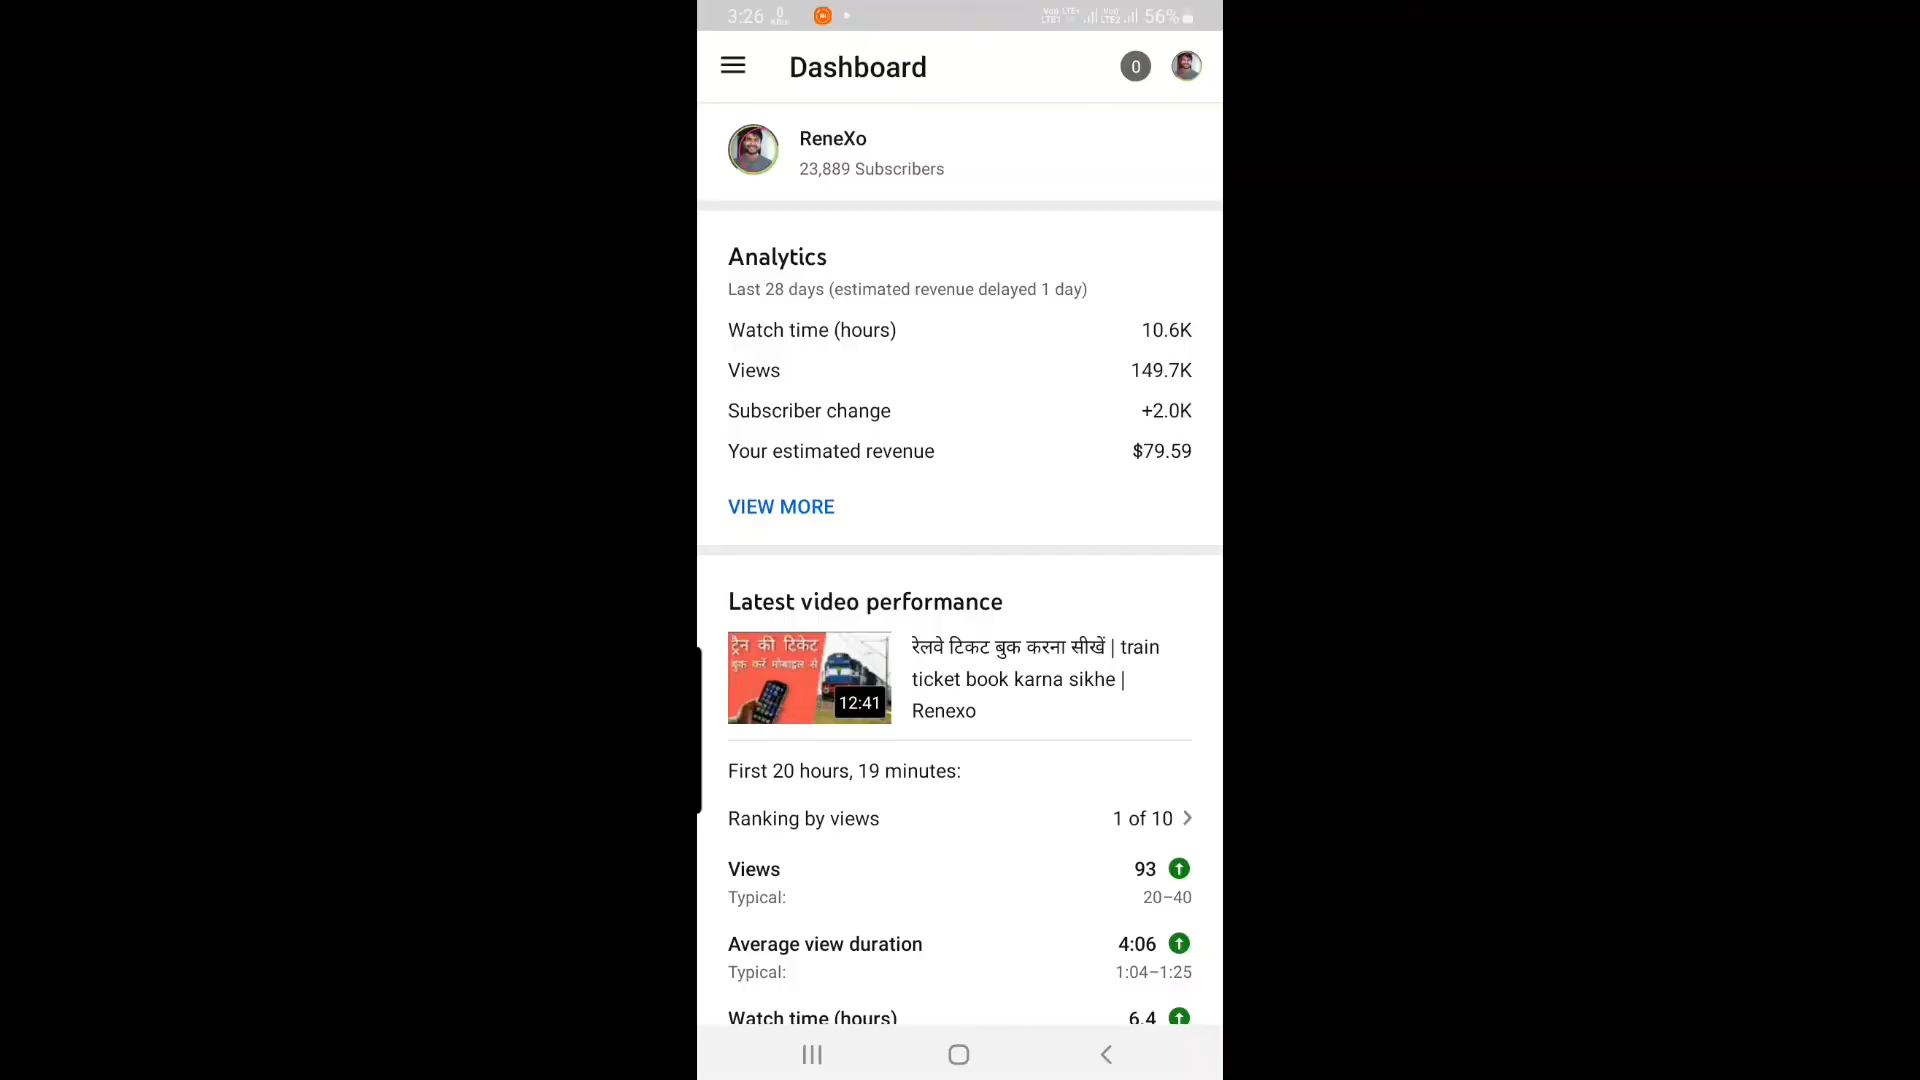 3:26 0 56%
Dashboard 0
ReneXo
23,889 Subscribers
Analytics
Last 28 days (estimated revenue delayed 1 day)
Watch time (hours) 10.6K
Views 149.7K
Subscriber change +2.0K
Your estimated revenue $79.59
VIEW MORE
Latest video performance
ट्रैन की टिकेट
बुक करें मोबाइल से
12:41
रेलवे टिकट बुक करना सीखें | train
ticket book karna sikhe |
Renexo
First 20 hours, 19 minutes:
Ranking by views 1 of 10
Views 93
Typical: 20–40
Average view duration 4:06
Typical: 1:04–1:25
Watch time (hours) 6.4